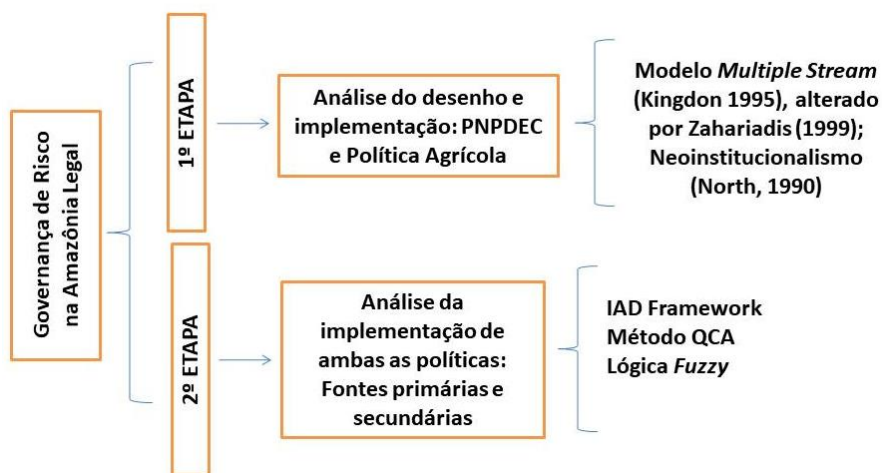 Governança de Risco
na Amazônia Legal
1º ETAPA
Análise do desenho e
implementação: PNPDEC
e Política Agrícola
Modelo Multiple Stream
(Kingdon 1995), alterado
por Zahariadis (1999);
Neoinstitucionalismo
(North, 1990)
2º ETAPA
Análise da
implementação de
ambas as políticas:
Fontes primárias e
secundárias
IAD Framework
Método QCA
Lógica Fuzzy